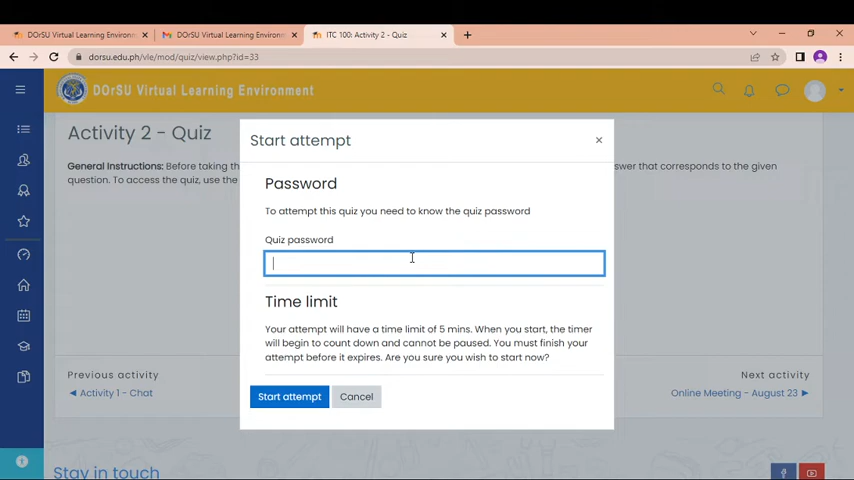 DOrSU Virtual Learning Environ
DOrSU Virtual Learning Environ
ITC 100: Activity 2 - Quiz
dorsu.edu.ph/vle/mod/quiz/view.php?id=33
DOrSU Virtual Learning Environment
Activity 2 - Quiz
General Instructions: Before taking th
swer that corresponds to the given
question. To access the quiz, use the
Start attempt
Password
To attempt this quiz you need to know the quiz password
Quiz password
Time limit
Your attempt will have a time limit of 5 mins. When you start, the timer
will begin to count down and cannot be paused. You must finish your
attempt before it expires. Are you sure you wish to start now?
Start attempt
Cancel
Previous activity
◄ Activity 1 - Chat
Next activity
Online Meeting - August 23 ►
Stay in touch